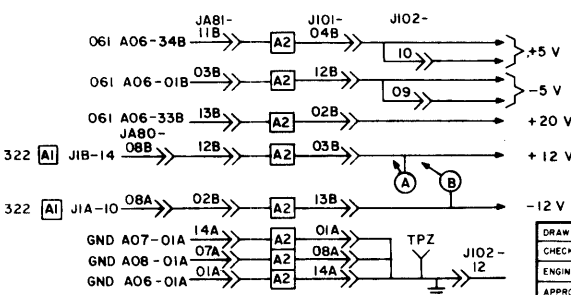 JA81- J101- J102-
061 A06-34B 11B A2 04B +5 V
10
061 A06-01B 03B A2 12B -5 V
09
061 A06-33B 13B A2 02B +20 V
JA80-
322 A1 J1B-14 08B 12B A2 03B +12 V
A B
322 A1 J1A-10 08A 02B A2 13B -12 V
GND A07-01A 14A A2 01A TPZ
GND A08-01A 07A A2 08A J102-
GND A06-01A 01A A2 14A 12
DRAW
CHECK
ENGIN
APPRO